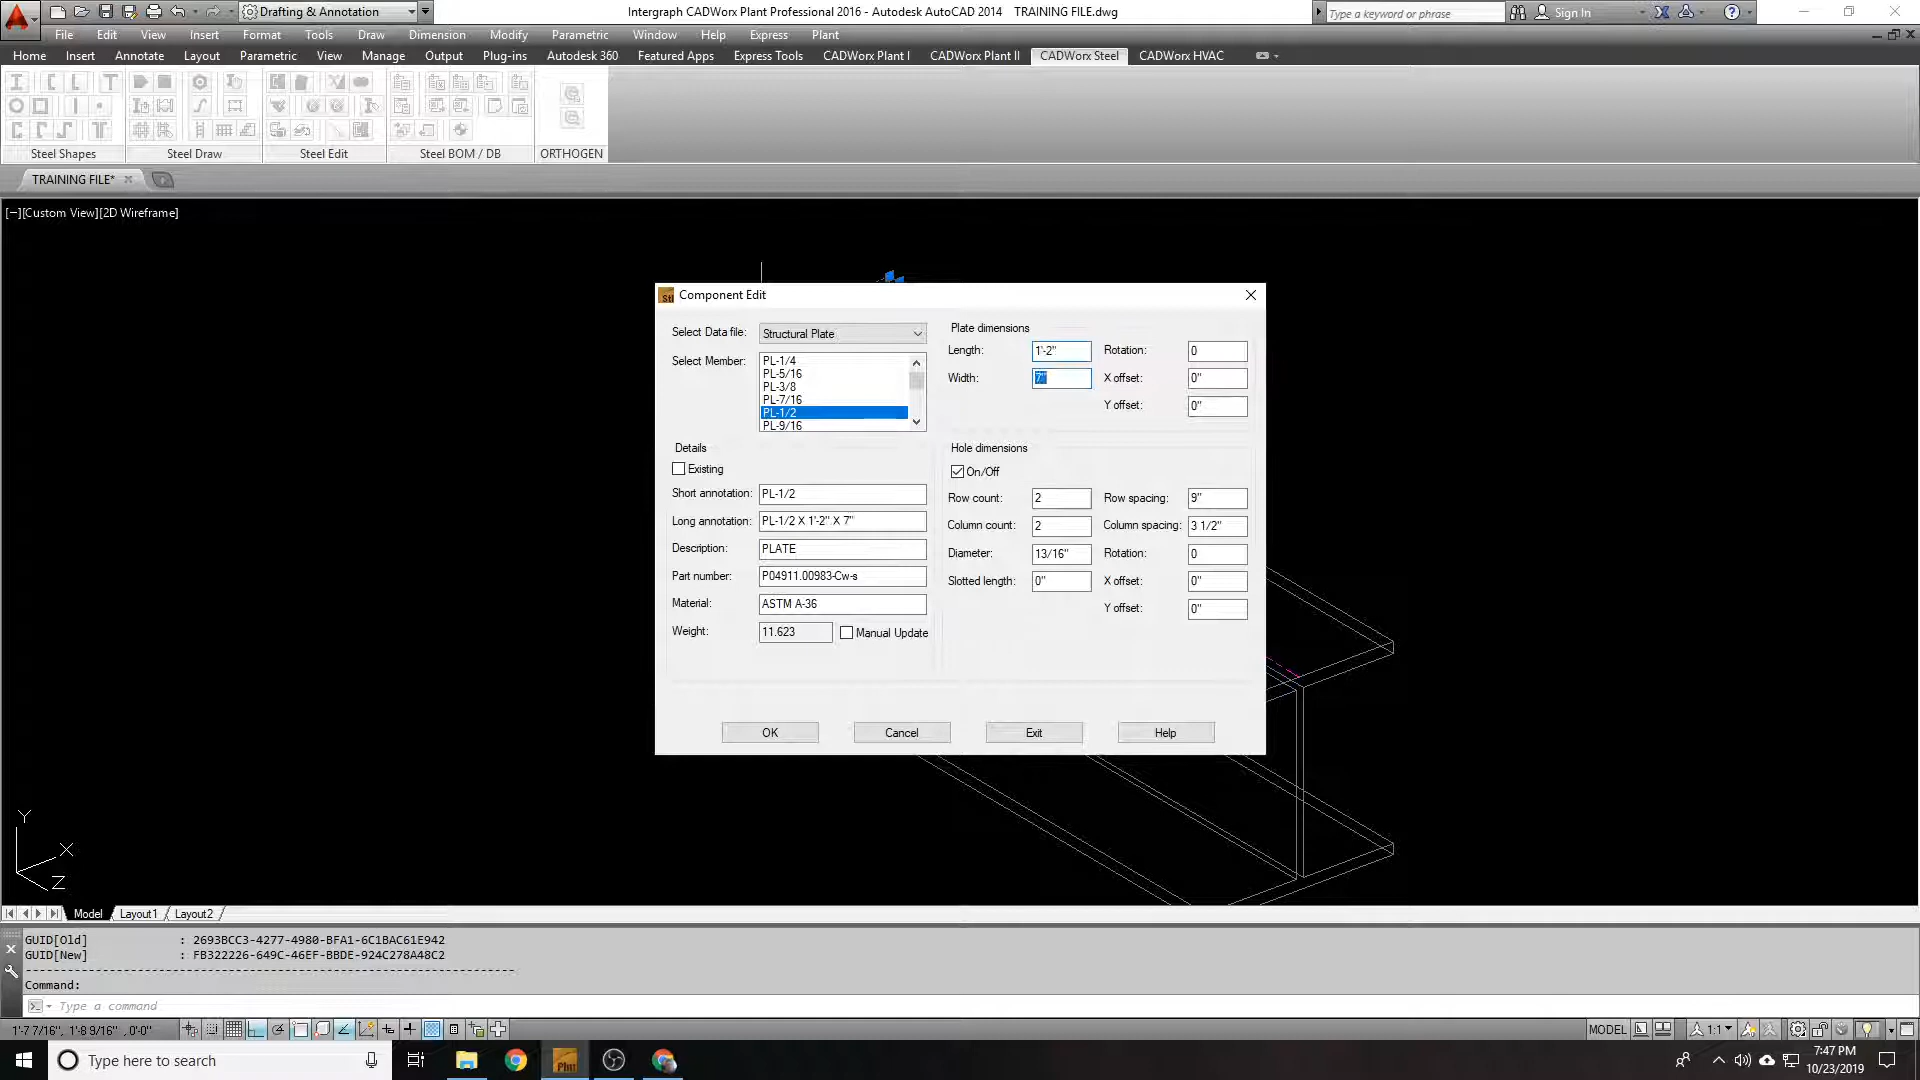 Drafting & Annotation
Intergraph CADWorx Plant Professional 2016 - Autodesk AutoCAD 2014 TRAINING FILE.dwg
Type a keyword or phrase
Sign In
File Edit View Insert Format Tools Draw Dimension Modify Parametric Window Help Express Plant
Home Insert Annotate Layout Parametric View Manage Output Plug-ins Autodesk 360 Featured Apps Express Tools CADWorx Plant I CADWorx Plant II CADWorx Steel CADWorx HVAC
Steel Shapes Steel Draw Steel Edit Steel BOM / DB ORTHOGEN
TRAINING FILE*
[−][Custom View][2D Wireframe]
Component Edit
Select Data file: Structural Plate
Select Member:
PL-1/4
PL-5/16
PL-3/8
PL-7/16
PL-1/2
PL-9/16
Plate dimensions
Length: 1'-2" Rotation: 0
Width: 7" X offset: 0"
Y offset: 0"
Details
Existing
Short annotation: PL-1/2
Long annotation: PL-1/2 X 1'-2" X 7"
Description: PLATE
Part number: P04911.00983-Cw-s
Material: ASTM A-36
Weight: 11.623 Manual Update
Hole dimensions
On/Off
Row count: 2 Row spacing: 9"
Column count: 2 Column spacing: 3 1/2"
Diameter: 13/16" Rotation: 0
Slotted length: 0" X offset: 0"
Y offset: 0"
OK Cancel Exit Help
Y
X
Z
Model Layout1 Layout2
GUID[Old] : 2693BCC3-4277-4980-BFA1-6C1BAC61E942
GUID[New] : FB322226-649C-46EF-BBDE-924C278A48C2
--------------------------------------------------------------------
Command:
Type a command
1'-7 7/16", 1'-8 9/16" ,0'-0"
MODEL
1:1
Type here to search
7:47 PM
10/23/2019